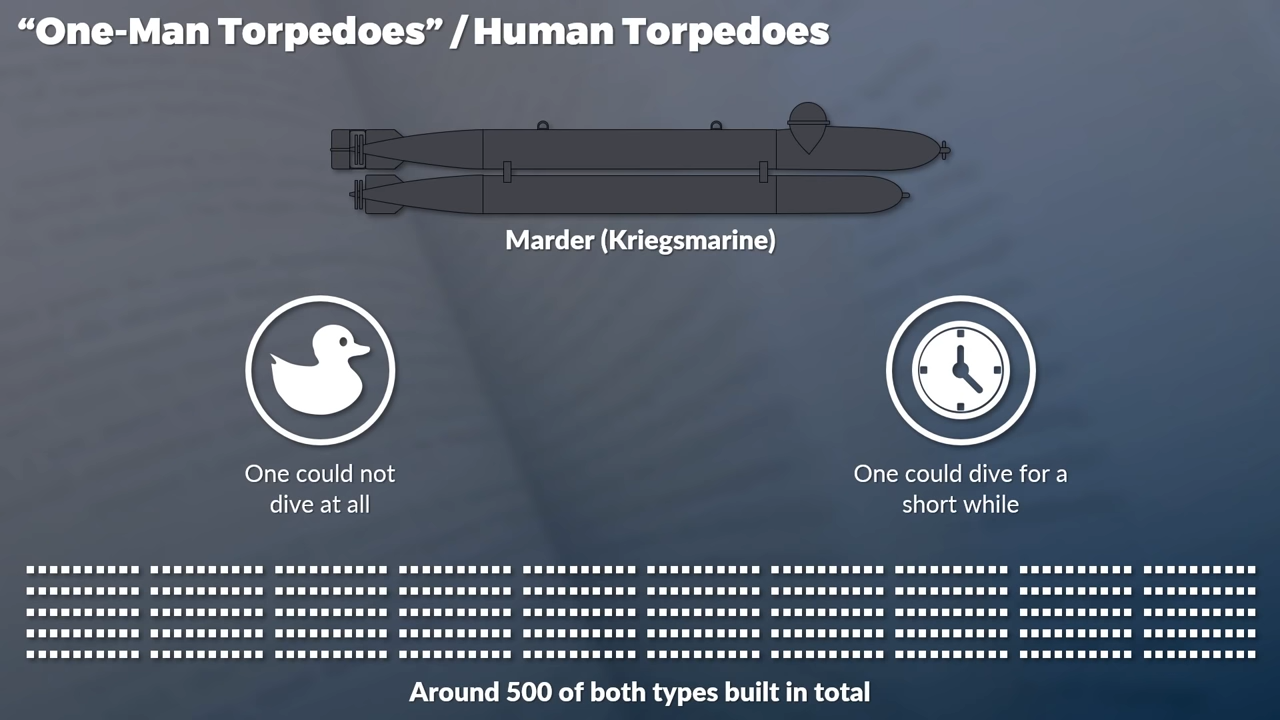 “One-Man Torpedoes” / Human Torpedoes
Marder (Kriegsmarine)
One could not
dive at all
One could dive for a
short while
Around 500 of both types built in total